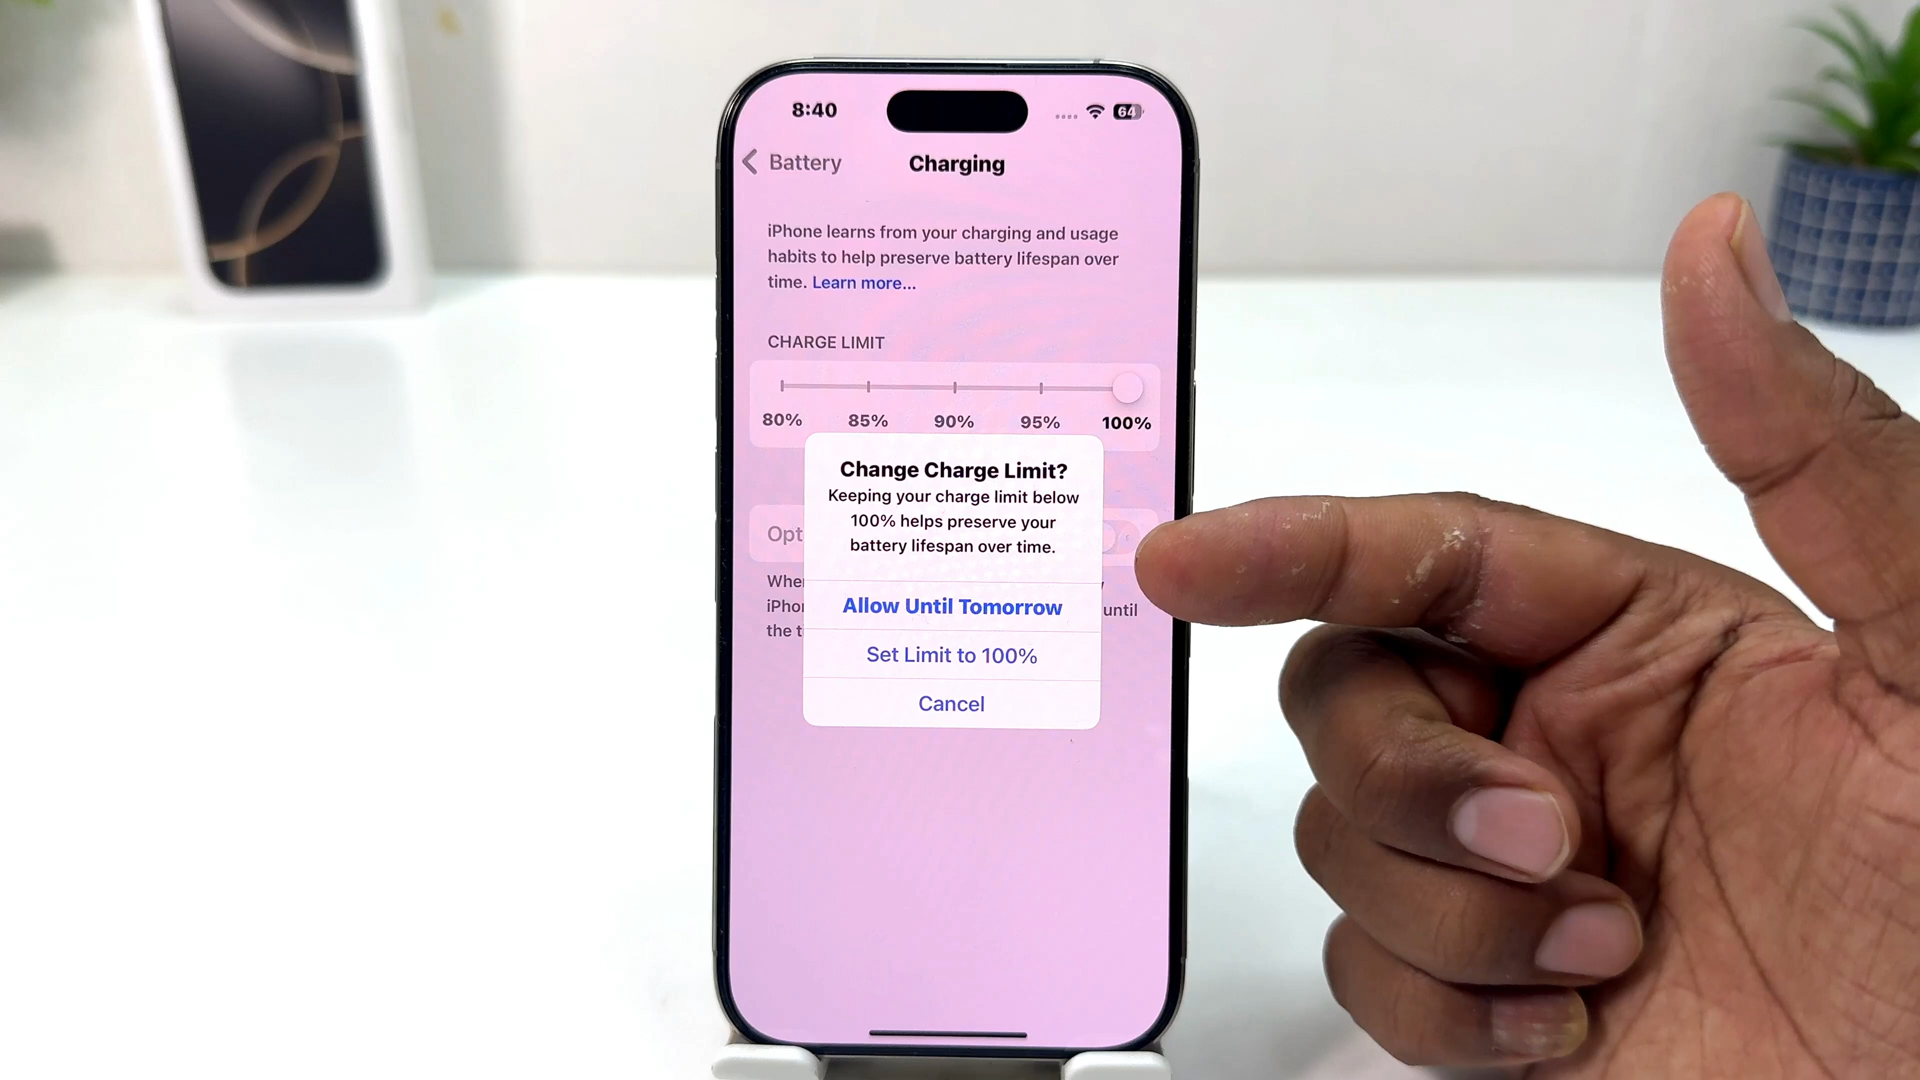 8:40
64
Battery
Charging
iPhone learns from your charging and usage
habits to help preserve battery lifespan over
time. Learn more...
CHARGE LIMIT
80% 85% 90% 95% 100%
Change Charge Limit?
Keeping your charge limit below
100% helps preserve your
battery lifespan over time.
Opt
Whe
Allow Until Tomorrow
iPhon
until
the t
Set Limit to 100%
Cancel